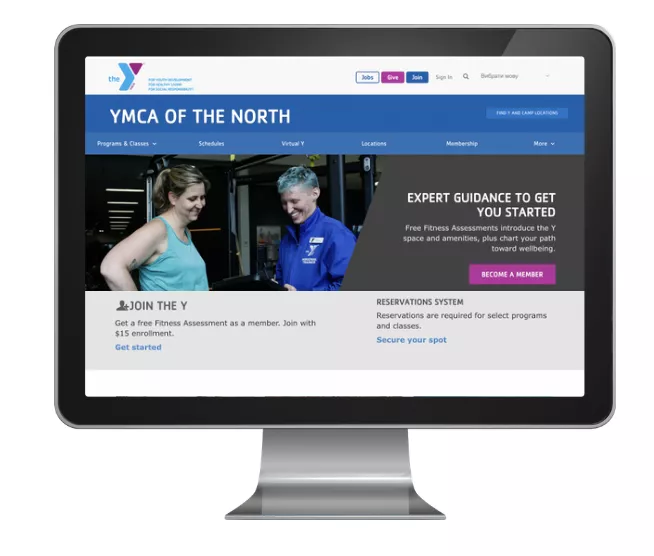 the
FOR YOUTH DEVELOPMENT
FOR HEALTHY LIVING
FOR SOCIAL RESPONSIBILITY
Jobs Give Join Sign In Вибрати мову
YMCA OF THE NORTH
FIND Y AND CAMP LOCATIONS
Programs & Classes Schedules Virtual Y Locations Membership More
EXPERT GUIDANCE TO GET
YOU STARTED
Free Fitness Assessments introduce the Y
space and amenities, plus chart your path
toward wellbeing.
BECOME A MEMBER
JOIN THE Y
Get a free Fitness Assessment as a member. Join with
$15 enrollment.
Get started
RESERVATIONS SYSTEM
Reservations are required for select programs
and classes.
Secure your spot